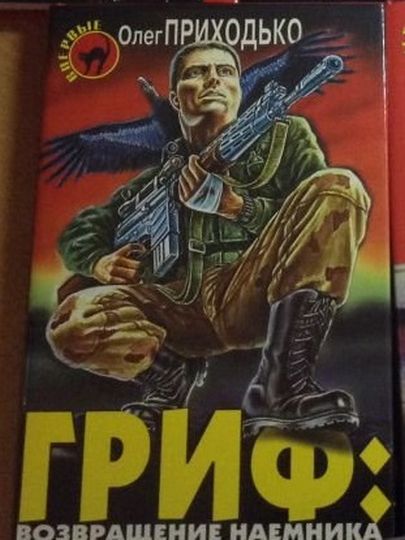 ВПЕРВЫЕ
Олег ПРИХОДЬКО
ГРИФ:
ВОЗВРАЩЕНИЕ НАЕМНИКА